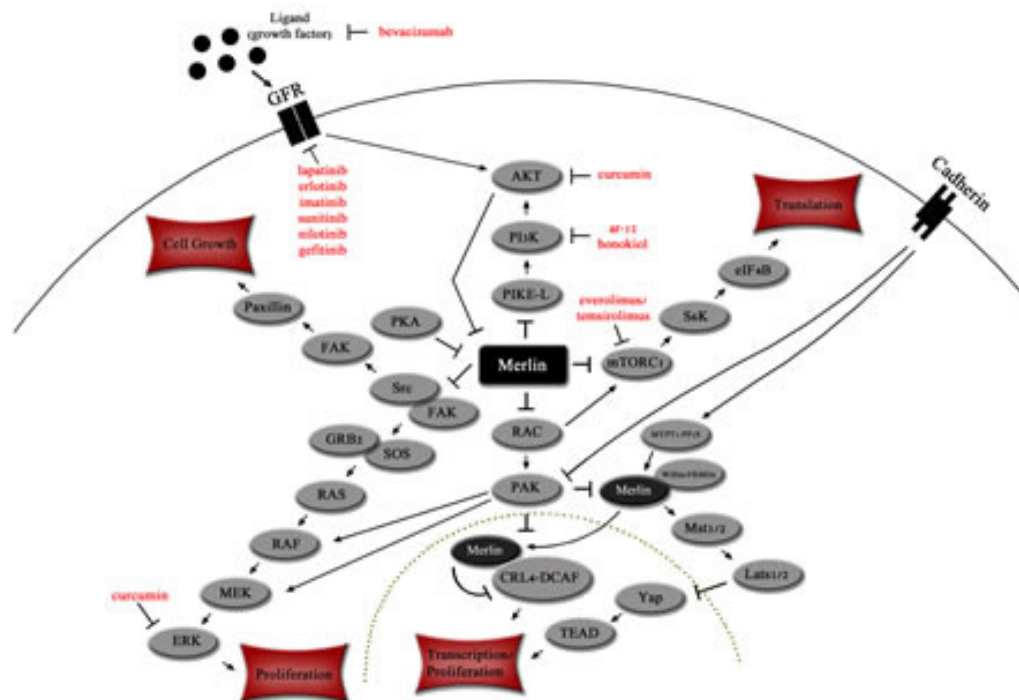 Ligand
(growth factor)
bevacizumab
GFR
lapatinib
erlotinib
imatinib
sunitinib
nilotinib
gefitinib
AKT
curcumin
Cadherin
Translation
Cell Growth
PI3K
ar-12
honokiol
eIF4B
PIKE-L
everolimus/
temsirolimus
Paxillin
PKA
S6K
FAK
Merlin
mTORC1
Src
FAK
RAC
GRB2
SOS
RAS
PAK
Merlin
RAF
Mst1/2
Merlin
CRL4-DCAF
Lats1/2
curcumin
MEK
Yap
ERK
TEAD
Proliferation
Transcription/
Proliferation